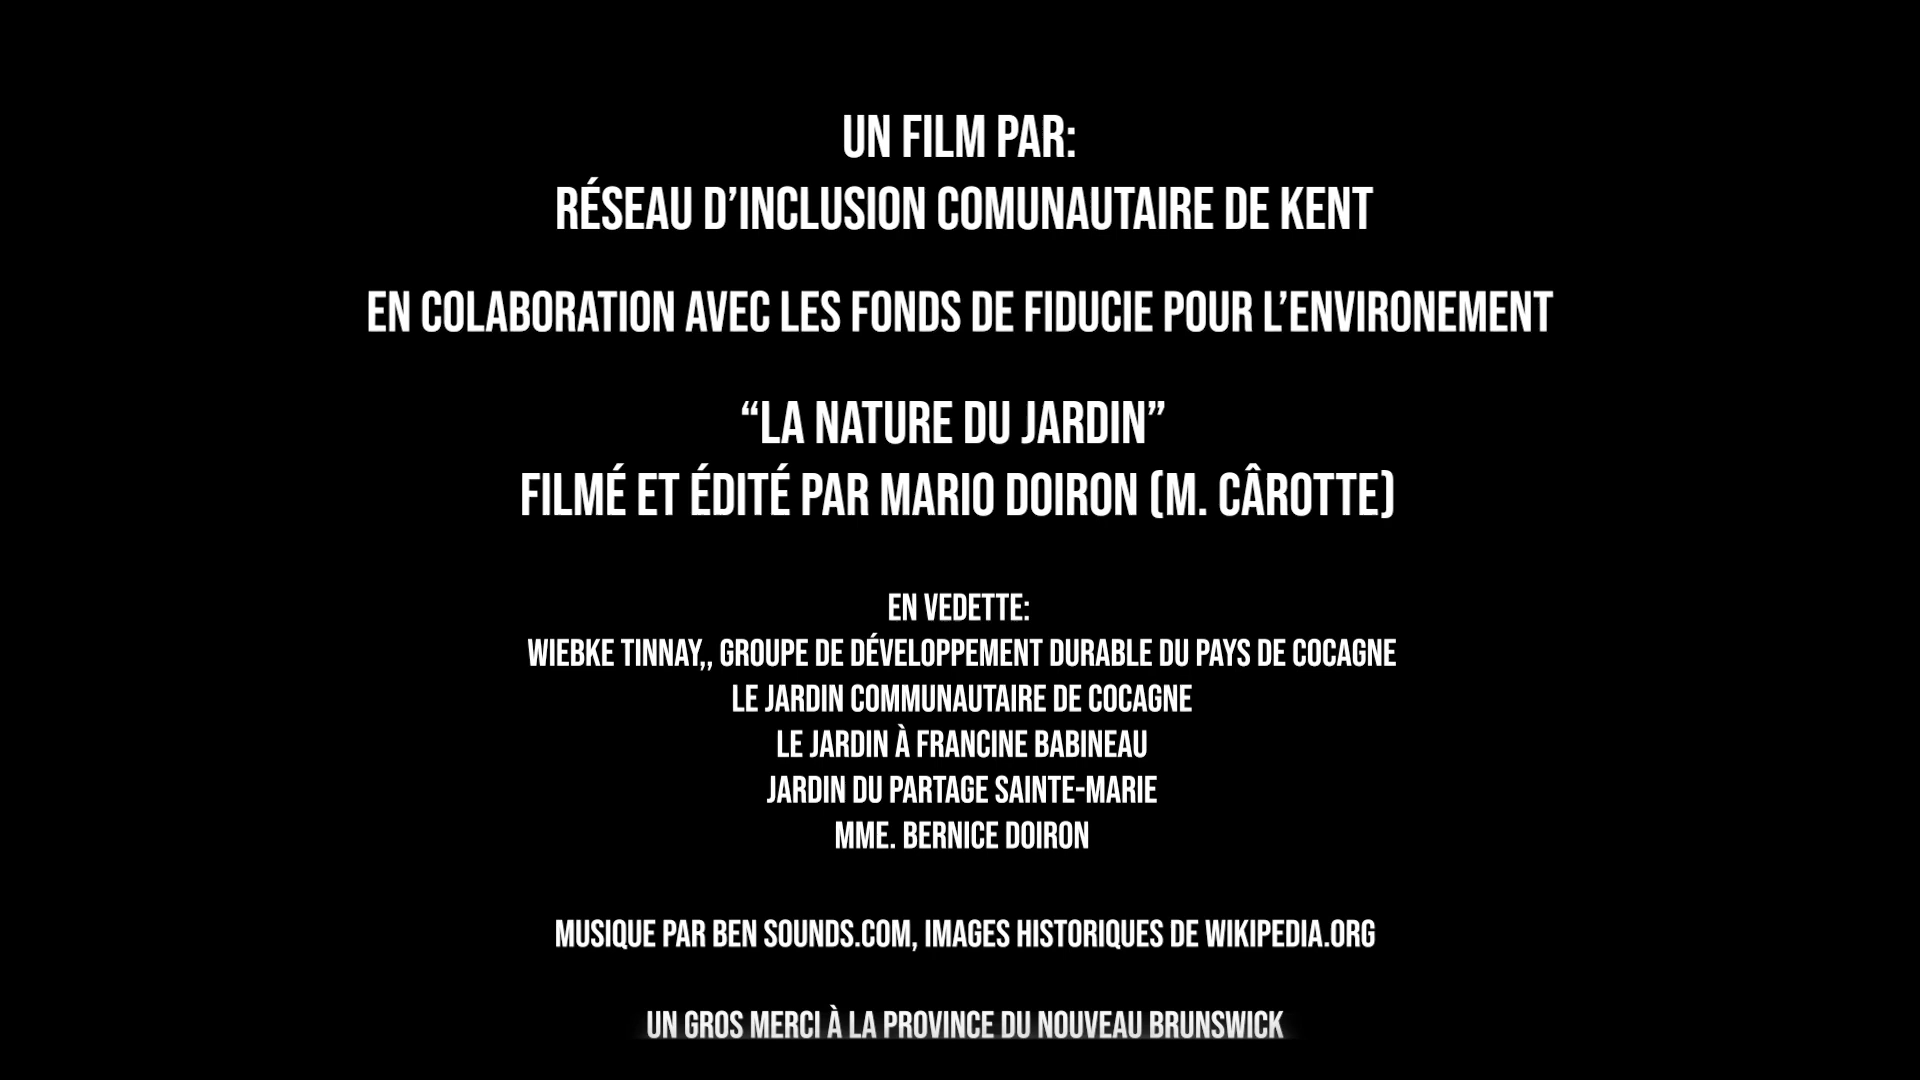 UN FILM PAR:
RÉSEAU D’INCLUSION COMUNAUTAIRE DE KENT
EN COLABORATION AVEC LES FONDS DE FIDUCIE POUR L’ENVIRONEMENT
“LA NATURE DU JARDIN”
FILMÉ ET ÉDITÉ PAR MARIO DOIRON (M. CÂROTTE)
EN VEDETTE:
WIEBKE TINNAY,, GROUPE DE DÉVELOPPEMENT DURABLE DU PAYS DE COCAGNE
LE JARDIN COMMUNAUTAIRE DE COCAGNE
LE JARDIN À FRANCINE BABINEAU
JARDIN DU PARTAGE SAINTE-MARIE
MME. BERNICE DOIRON
MUSIQUE PAR BEN SOUNDS.COM, IMAGES HISTORIQUES DE WIKIPEDIA.ORG
UN GROS MERCI À LA PROVINCE DU NOUVEAU BRUNSWICK